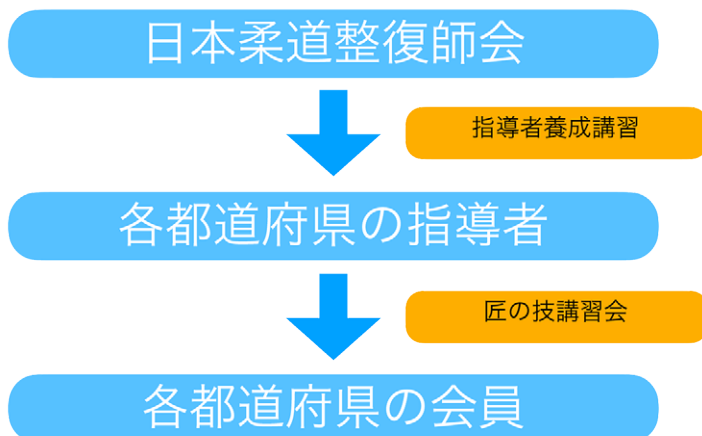 日本柔道整復師会
指導者養成講習
各都道府県の指導者
匠の技講習会
各都道府県の会員